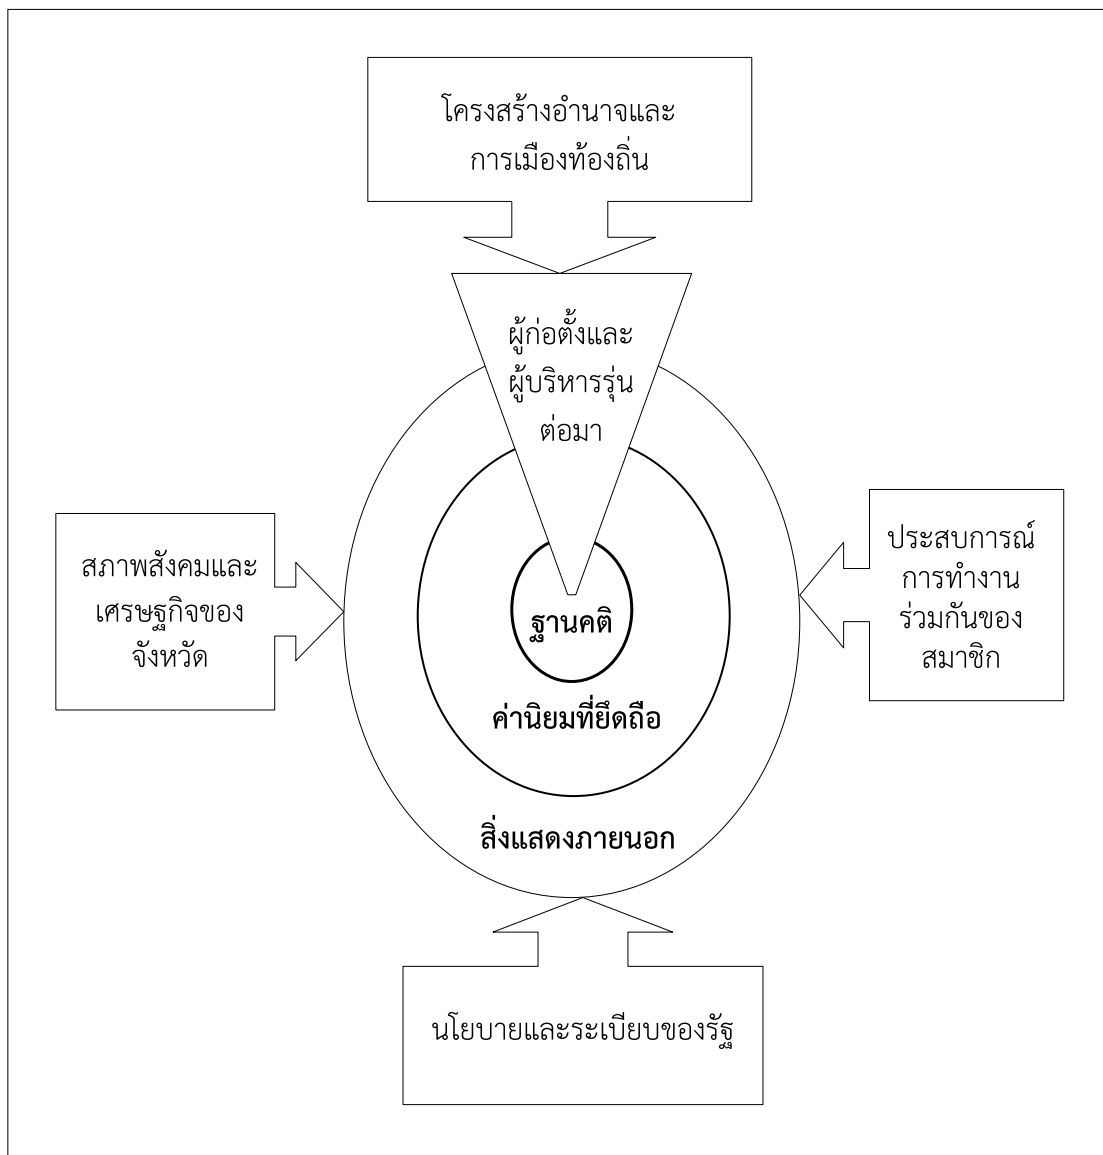 โครงสร้างอำนาจและ
การเมืองท้องถิ่น
ผู้ก่อตั้งและ
ผู้บริหารรุ่น
ต่อมา
สภาพสังคมและ
เศรษฐกิจของ
จังหวัด
ประสบการณ์
การทำงาน
ร่วมกันของ
สมาชิก
ฐานคติ
ค่านิยมที่ยึดถือ
สิ่งแสดงภายนอก
นโยบายและระเบียบของรัฐ